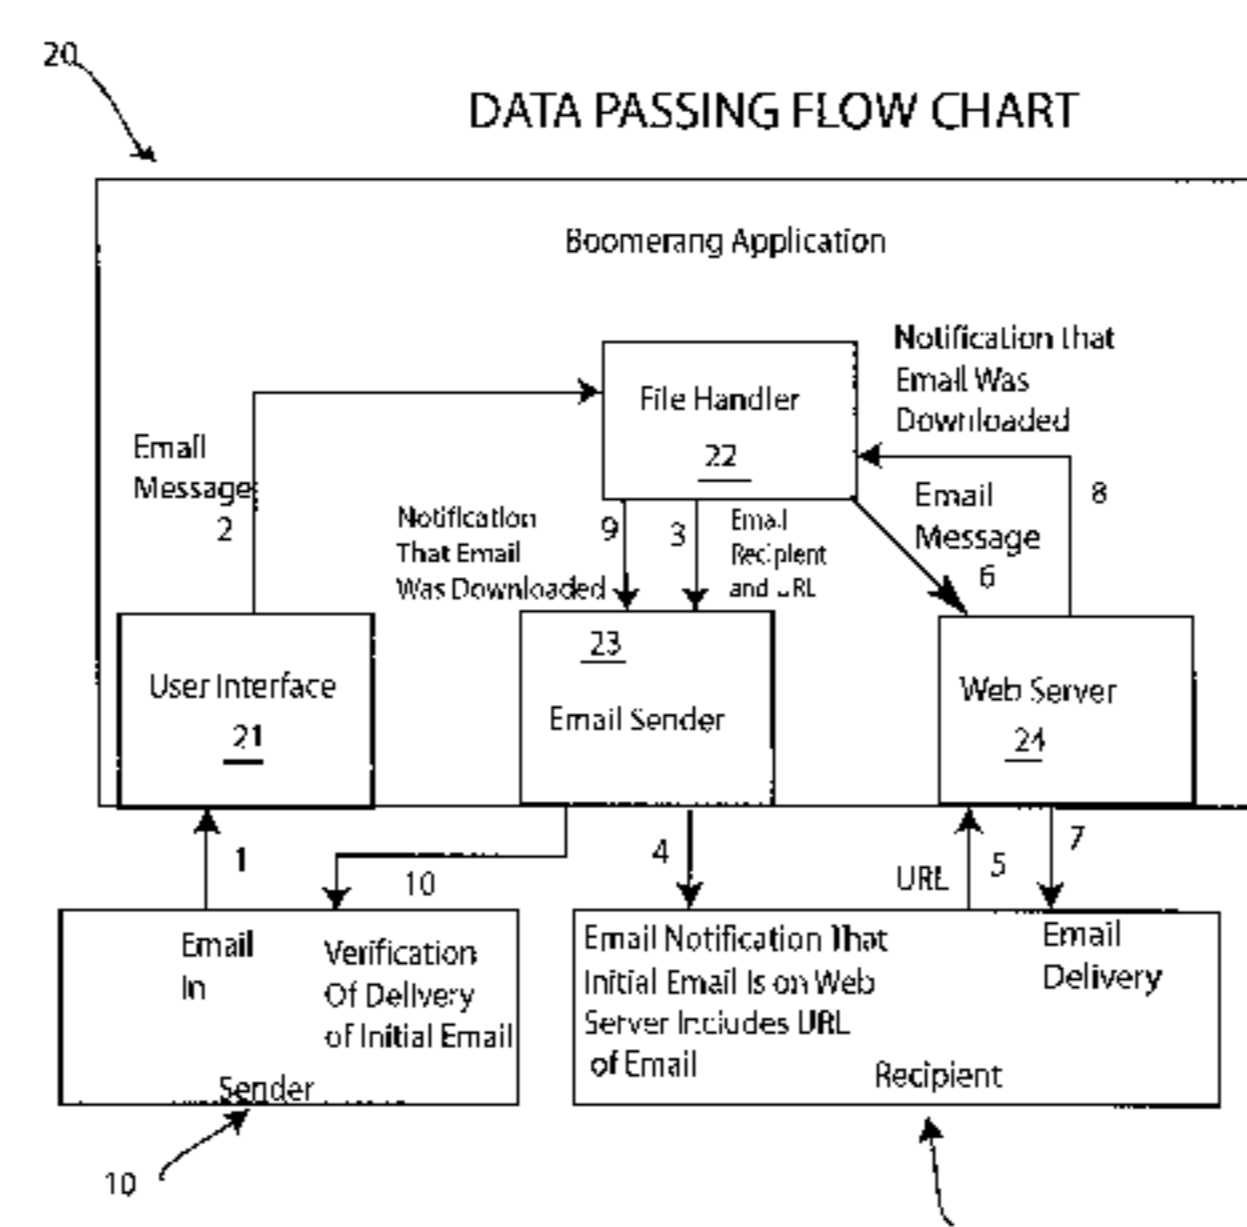 20
DATA PASSING FLOW CHART
Boomerang Application
Notification that
Email Was
Downloaded
File Handler
22
Email
Message
2
8
Email
Message
6
Notification
That Email
Was Downloaded
9
3
Email
Recipient
and URL
User Interface
21
23
Email Sender
Web Server
24
1
10
4
URL
5
7
Email
In
Verification
Of Delivery
of Initial Email
Sender
Email Notification That
Initial Email Is on Web
Server Includes URL
of Email
Email
Delivery
Recipient
10